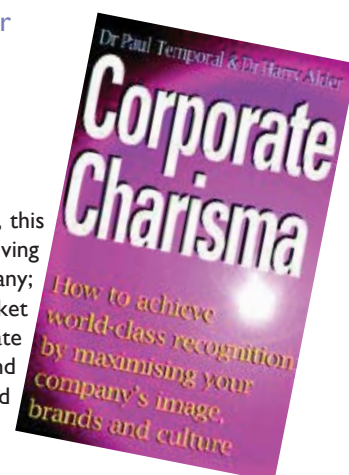 r
, this
ving
any;
ket
ate
nd
d
Dr Paul Temporal & Dr Harry Alder
Corporate
Charisma
How to achieve
world-class recognition
by maximising your
company's image,
brands and culture